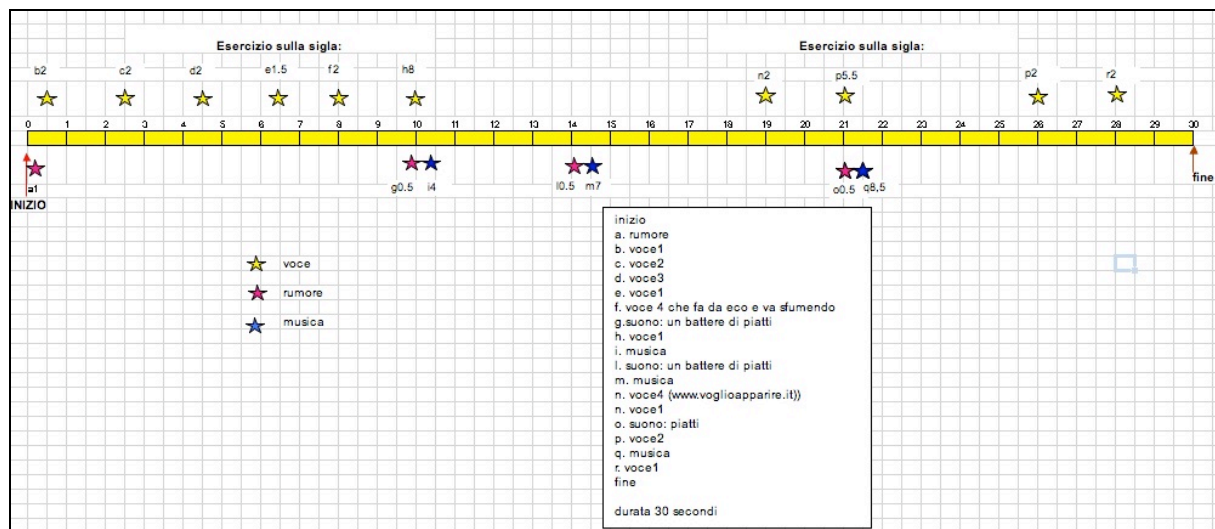 Esercizio sulla sigla: Esercizio sulla sigla:
b2 c2 d2 e1.5 f2 h8 n2 p5.5 p2 r2
0 1 2 3 4 5 6 7 8 9 10 11 12 13 14 15 16 17 18 19 20 21 22 23 24 25 26 27 28 29 30
a1 g0.5 i4 l0.5 m7 o0.5 q8,5 fine
INIZIO
voce
rumore
musica
inizio
a. rumore
b. voce1
c. voce2
d. voce3
e. voce1
f. voce 4 che fa da eco e va sfumendo
g.suono: un battere di piatti
h. voce1
i. musica
l. suono: un battere di piatti
m. musica
n. voce4 (www.voglioapparire.it))
n. voce1
o. suono: piatti
p. voce2
q. musica
r. voce1
fine
durata 30 secondi